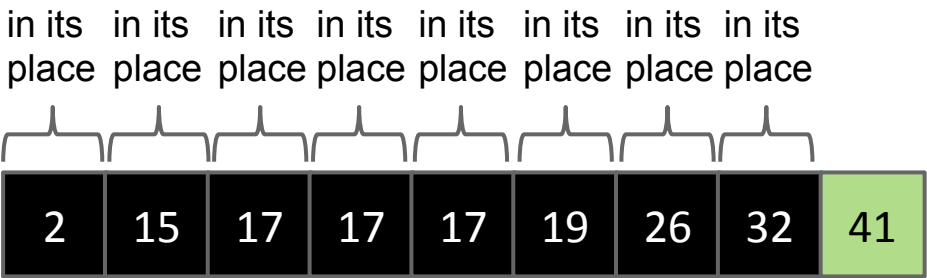 in its in its in its in its in its in its in its in its
place place place place place place place place
2 15 17 17 17 19 26 32 41